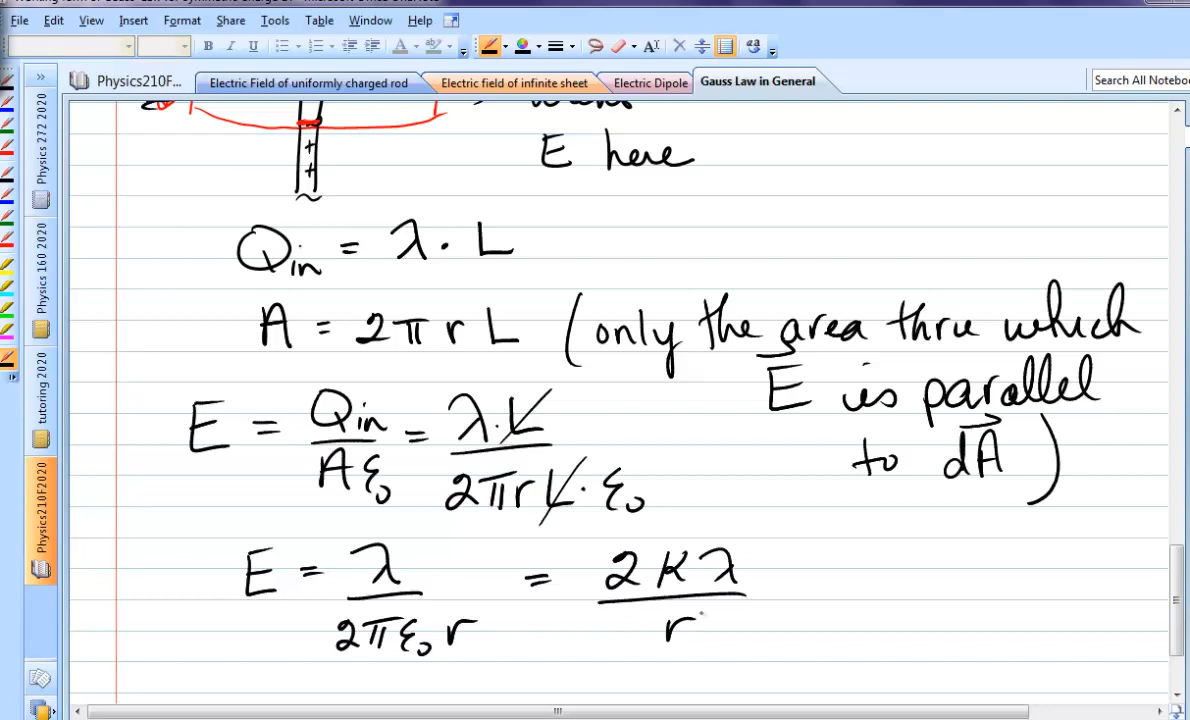 File Edit View Insert Format Share Tools Table Window Help
B I U
Physics210F... Electric Field of uniformly charged rod Electric field of infinite sheet Electric Dipole Gauss Law in General Search All Notebo
Physics 272 2020
Physics 160 2020
tutoring 2020
Physics210F2020
+
+
E here
Qin = λ · L
A = 2π r L (only the area thru which
E⃗ is parallel
to dA⃗ )
E = Qin / Aε₀ = λ · L / 2πr L · ε₀
E = λ / 2πε₀ r = 2kλ / r